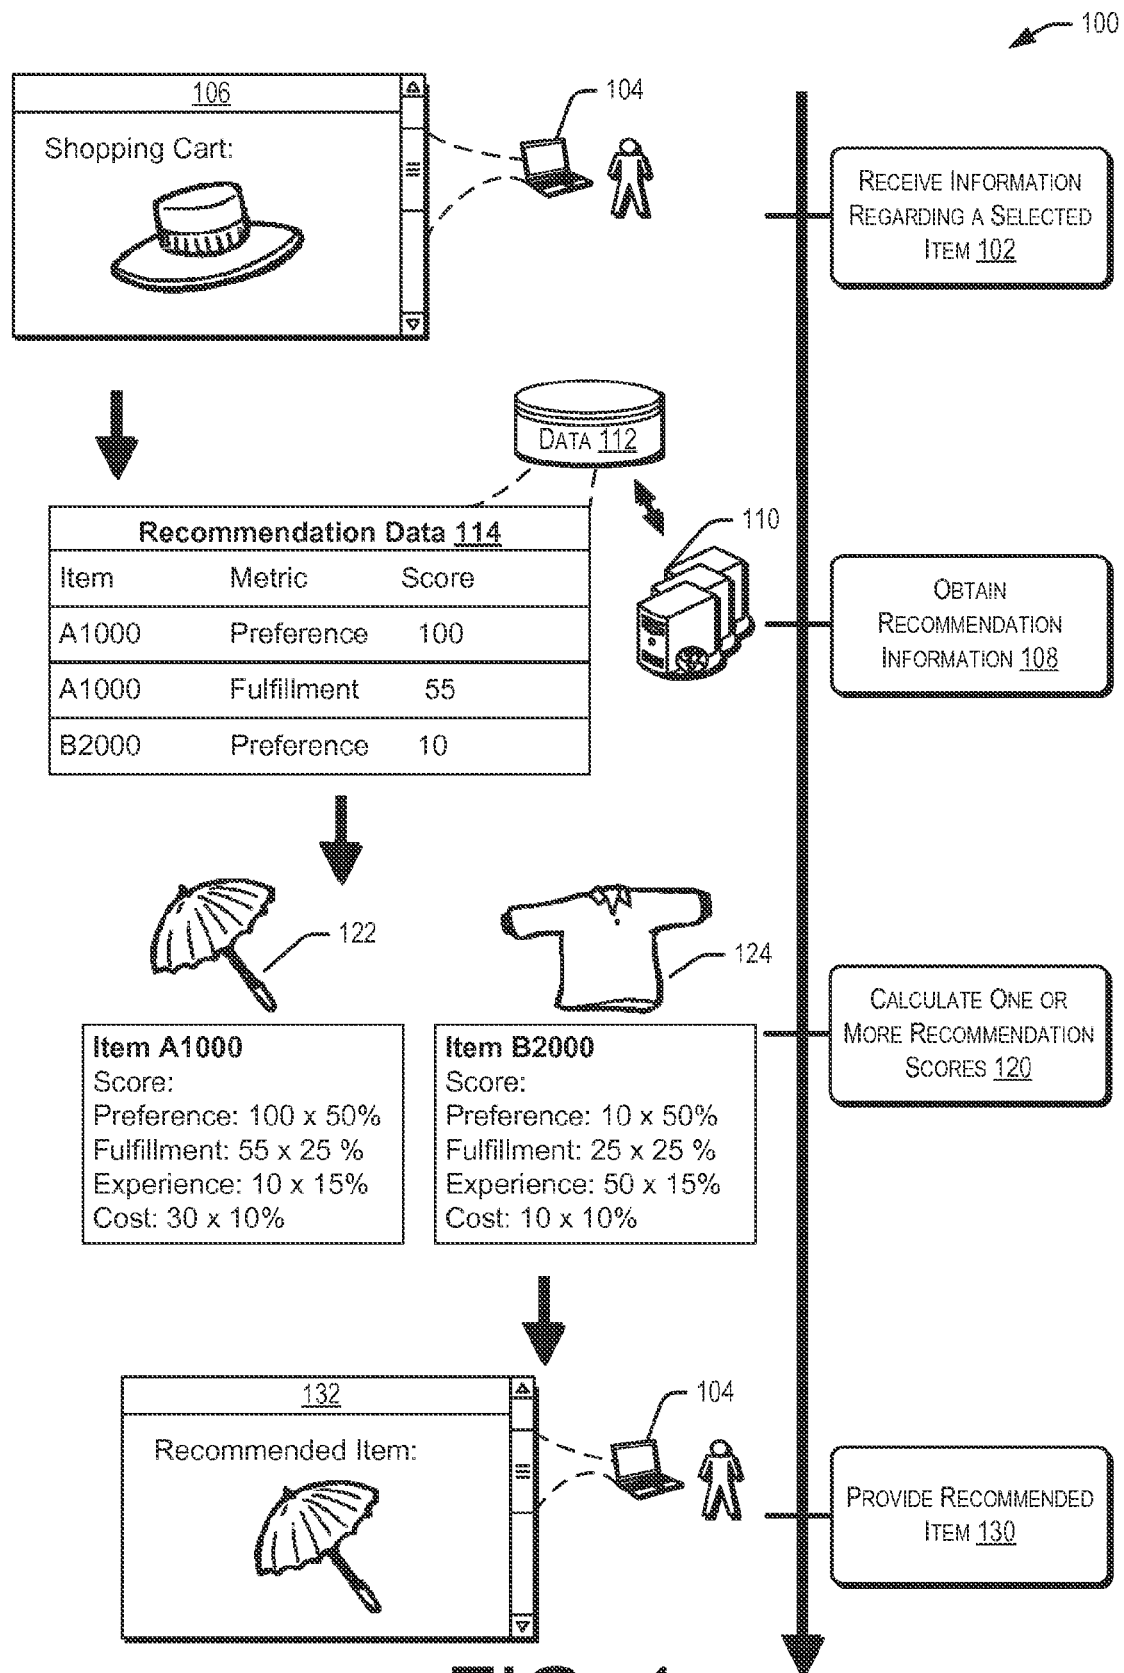 100
106
Shopping Cart:
104
RECEIVE INFORMATION
REGARDING A SELECTED
ITEM 102
DATA 112
110
Recommendation Data 114
Item Metric Score
A1000 Preference 100
A1000 Fulfillment 55
B2000 Preference 10
OBTAIN
RECOMMENDATION
INFORMATION 108
122
124
Item A1000
Score:
Preference: 100 x 50%
Fulfillment: 55 x 25 %
Experience: 10 x 15%
Cost: 30 x 10%
Item B2000
Score:
Preference: 10 x 50%
Fulfillment: 25 x 25 %
Experience: 50 x 15%
Cost: 10 x 10%
CALCULATE ONE OR
MORE RECOMMENDATION
SCORES 120
132
Recommended Item:
104
PROVIDE RECOMMENDED
ITEM 130